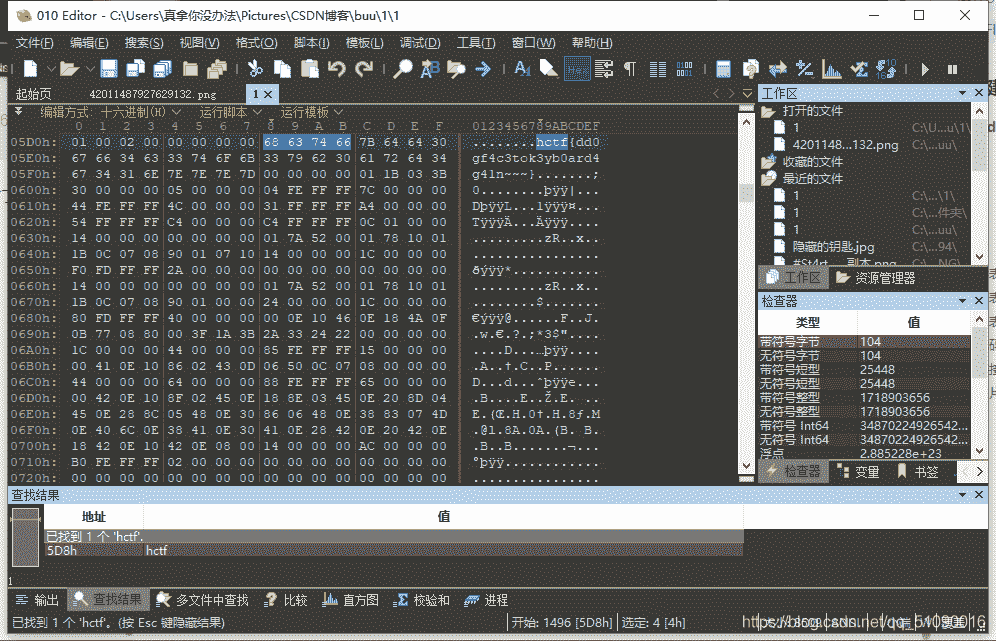 010 Editor - C:\Users\真拿你没办法\Pictures\CSDN博客\buu\1\1
文件(F) 编辑(E) 搜索(S) 视图(V) 格式(O) 脚本(I) 模板(L) 调试(D) 工具(T) 窗口(W) 帮助(H)
起始页 42011487927629132.png 1
编辑方式: 十六进制(H) 运行脚本 运行模板
0 1 2 3 4 5 6 7 8 9 A B C D E F 0123456789ABCDEF
05D0h: 01 00 02 00 00 00 00 00 68 63 74 66 7B 64 64 30 ........hctf{dd0
05E0h: 67 66 34 63 33 74 6F 6B 33 79 62 30 61 72 64 34 gf4c3tok3yb0ard4
05F0h: 67 34 31 6E 7E 7E 7E 7D 00 00 00 00 01 1B 03 3B g41n~~~}.......;
0600h: 30 00 00 00 05 00 00 00 04 FE FF FF 7C 00 00 00 0........þÿÿ|...
0610h: 44 FE FF FF 4C 00 00 00 31 FF FF FF A4 00 00 00 DþÿÿL...1ÿÿÿ¤...
0620h: 54 FF FF FF C4 00 00 00 C4 FF FF FF 0C 01 00 00 TÿÿÿÄ...Äÿÿÿ....
0630h: 14 00 00 00 00 00 00 00 01 7A 52 00 01 78 10 01 .........zR..x..
0640h: 1B 0C 07 08 90 01 07 10 14 00 00 00 1C 00 00 00 ................
0650h: F0 FD FF FF 2A 00 00 00 00 00 00 00 00 00 00 00 ðýÿÿ*...........
0660h: 14 00 00 00 00 00 00 00 01 7A 52 00 01 78 10 01 .........zR..x..
0670h: 1B 0C 07 08 90 01 00 00 24 00 00 00 1C 00 00 00 ........$.......
0680h: 80 FD FF FF 40 00 00 00 00 0E 10 46 0E 18 4A 0F €ýÿÿ@......F..J.
0690h: 0B 77 08 80 00 3F 1A 3B 2A 33 24 22 00 00 00 00 .w.€.?.;*3$"....
06A0h: 1C 00 00 00 44 00 00 00 85 FE FF FF 15 00 00 00 ....D....þÿÿ....
06B0h: 00 41 0E 10 86 02 43 0D 06 50 0C 07 08 00 00 00 .A..†.C..P......
06C0h: 44 00 00 00 64 00 00 00 88 FE FF FF 65 00 00 00 D...d...ˆþÿÿe...
06D0h: 00 42 0E 10 8F 02 45 0E 18 8E 03 45 0E 20 8D 04 .B....E..Ž.E. ..
06E0h: 45 0E 28 8C 05 48 0E 30 86 06 48 0E 38 83 07 4D E.(Œ.H.0†.H.8ƒ.M
06F0h: 0E 40 6C 0E 38 41 0E 30 41 0E 28 42 0E 20 42 0E .@l.8A.0A.(B. B.
0700h: 18 42 0E 10 42 0E 08 00 14 00 00 00 AC 00 00 00 .B..B.......¬...
0710h: B0 FE FF FF 02 00 00 00 00 00 00 00 00 00 00 00 °þÿÿ............
0720h: 00 00 00 00 00 00 00 00 00 00 00 00 00 00 00 00 ................
工作区
打开的文件
1 C:\U...u\1\
4201148...132.png C:\...uu\
收藏的文件
最近的文件
1 C:\...\1\
1 C:\...件夹\
1 C:\...uu\
隐藏的钥匙.jpg C:\...94\
工作区 资源管理器
检查器
类型 值
带符号字节 104
无符号字节 104
带符号短型 25448
无符号短型 25448
带符号整型 1718903656
无符号整型 1718903656
带符号 Int64 34870224926542...
无符号 Int64 34870224926542...
浮点 2.885228e+23
检查器 变量 书签
查找结果
地址 值
已找到 1 个 'hctf'.
5D8h hctf
输出 查找结果 多文件中查找 比较 直方图 校验和 进程
已找到 1 个 'hctf'。(按 Esc 键隐藏结果) 开始: 1496 [5D8h] 选定: 4 [4h]